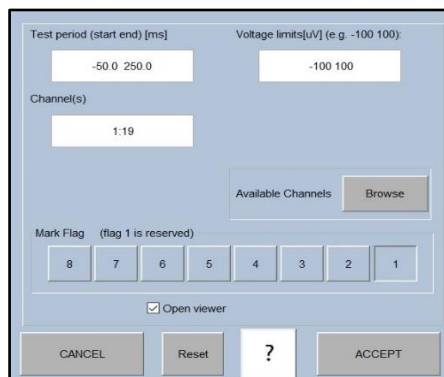 Test period (start end) [ms] Voltage limits[uV] (e.g. -100 100):
-50.0 250.0 -100 100
Channel(s)
1:19
Available Channels Browse
Mark Flag (flag 1 is reserved)
8 7 6 5 4 3 2 1
Open viewer
CANCEL Reset ? ACCEPT